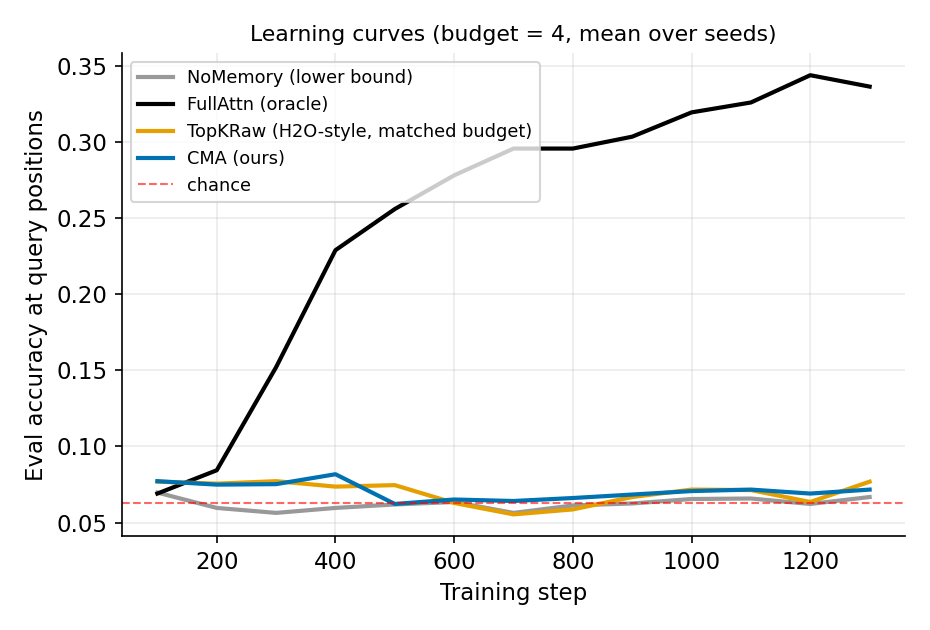 Learning curves (budget = 4, mean over seeds)
NoMemory (lower bound)
FullAttn (oracle)
TopKRaw (H2O-style, matched budget)
CMA (ours)
chance
Eval accuracy at query positions
0.35
0.30
0.25
0.20
0.15
0.10
0.05
200 400 600 800 1000 1200
Training step